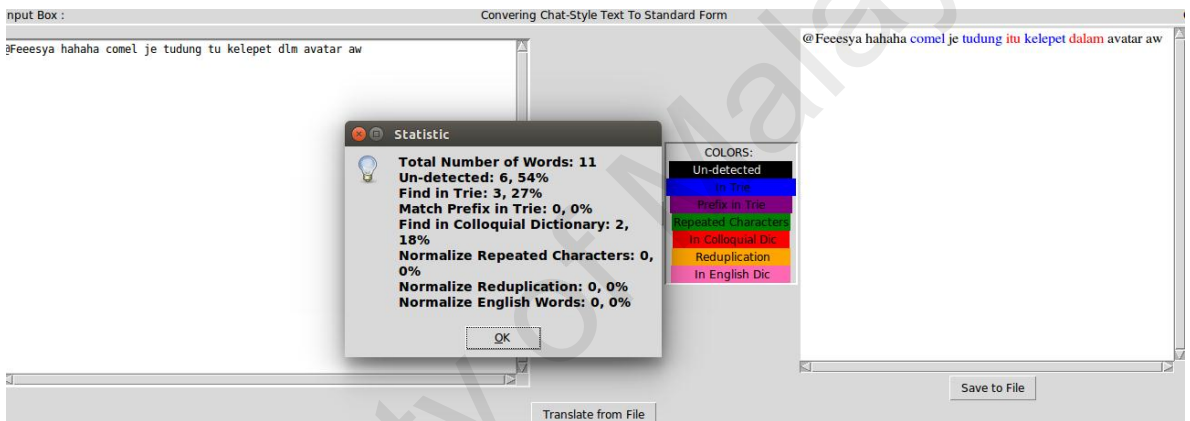 nput Box :
Convering Chat-Style Text To Standard Form
@Feeesya hahaha comel je tudung tu kelepet dlm avatar aw
@Feeesya hahaha comel je tudung itu kelepet dalam avatar aw
Statistic
Total Number of Words: 11
Un-detected: 6, 54%
Find in Trie: 3, 27%
Match Prefix in Trie: 0, 0%
Find in Colloquial Dictionary: 2,
18%
Normalize Repeated Characters: 0,
0%
Normalize Reduplication: 0, 0%
Normalize English Words: 0, 0%
OK
COLORS:
Un-detected
In Trie
Prefix in Trie
Repeated Characters
In Colloquial Dic
Reduplication
In English Dic
Save to File
Translate from File
ty of Malay